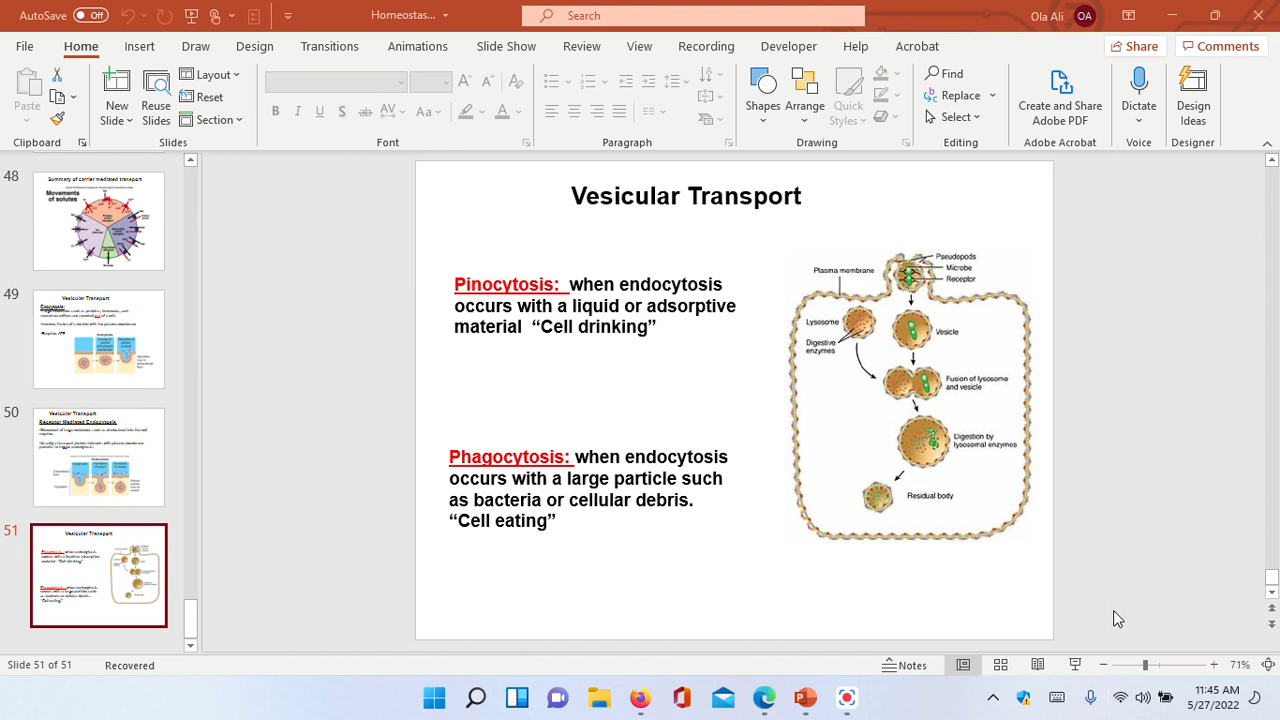 AutoSave Off
Homeostas...
Search
Ola Ali
OA
File
Home
Insert
Draw
Design
Transitions
Animations
Slide Show
Review
View
Recording
Developer
Help
Acrobat
Share
Comments
Paste
New
Slide
Reuse
Slides
Layout
Reset
Section
B
I
U
S
ab
AV
Aa
A
Shapes
Arrange
Quick
Styles
Find
Replace
Select
Create and Share
Adobe PDF
Dictate
Design
Ideas
Clipboard
Slides
Font
Paragraph
Drawing
Editing
Adobe Acrobat
Voice
Designer
48
Summary of carrier mediated transport
Movements
of solutes
49
Vesicular Transport
50
Vesicular Transport
Receptor Mediated Endocytosis
51
Vesicular Transport
Vesicular Transport
Pinocytosis: when endocytosis
occurs with a liquid or adsorptive
material “Cell drinking”
Phagocytosis: when endocytosis
occurs with a large particle such
as bacteria or cellular debris.
“Cell eating”
Pseudopods
Microbe
Receptor
Plasma membrane
Lysosome
Digestive
enzymes
Vesicle
Fusion of lysosome
and vesicle
Digestion by
lysosomal enzymes
Residual body
Slide 51 of 51
Recovered
Notes
71%
11:45 AM
5/27/2022